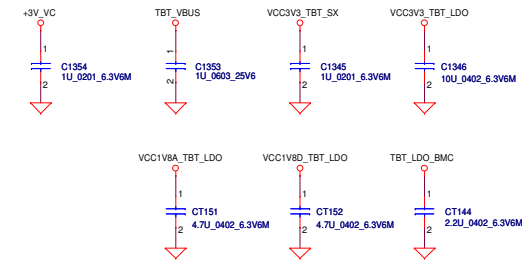 +3V_VC
TBT_VBUS
VCC3V3_TBT_SX
VCC3V3_TBT_LDO
1
C1354
1U_0201_6.3V6M
2
1
C1353
1U_0603_25V6
2
1
C1345
1U_0201_6.3V6M
2
1
C1346
10U_0402_6.3V6M
2
VCC1V8A_TBT_LDO
VCC1V8D_TBT_LDO
TBT_LDO_BMC
1
CT151
4.7U_0402_6.3V6M
2
1
CT152
4.7U_0402_6.3V6M
2
1
CT144
2.2U_0402_6.3V6M
2